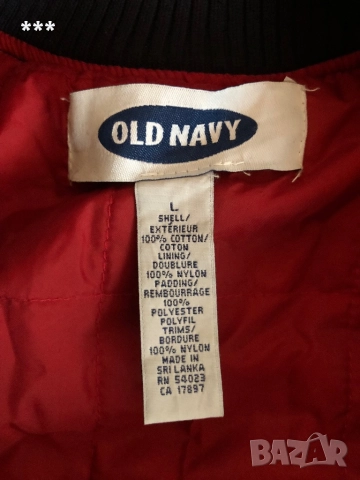 ***
OLD NAVY
L
SHELL/
EXTÉRIEUR
100% COTTON/
COTON
LINING/
DOUBLURE
100% NYLON
PADDING/
REMBOURRAGE
100%
POLYESTER
POLYFIL
TRIMS/
BORDURE
100% NYLON
MADE IN
SRI LANKA
RN 54023
CA 17897
BAZAR